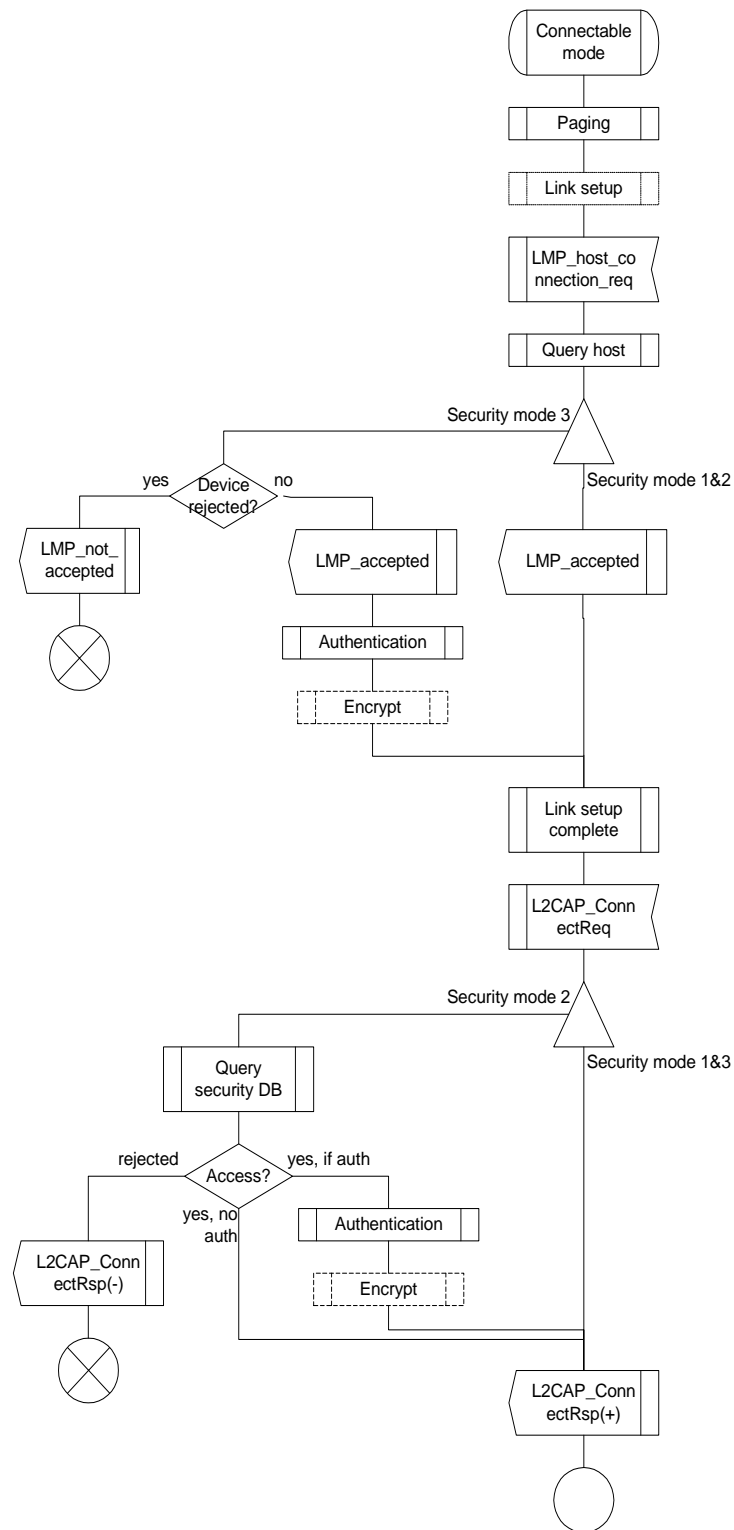 Connectable
mode
Paging
Link setup
LMP_host_co
nnection_req
Query host
Security mode 3
Security mode 1&2
yes
Device
rejected?
no
LMP_not_
accepted
LMP_accepted
LMP_accepted
Authentication
Encrypt
Link setup
complete
L2CAP_Conn
ectReq
Security mode 2
Security mode 1&3
Query
security DB
rejected
Access?
yes, if auth
yes, no
auth
Authentication
L2CAP_Conn
ectRsp(-)
Encrypt
L2CAP_Conn
ectRsp(+)